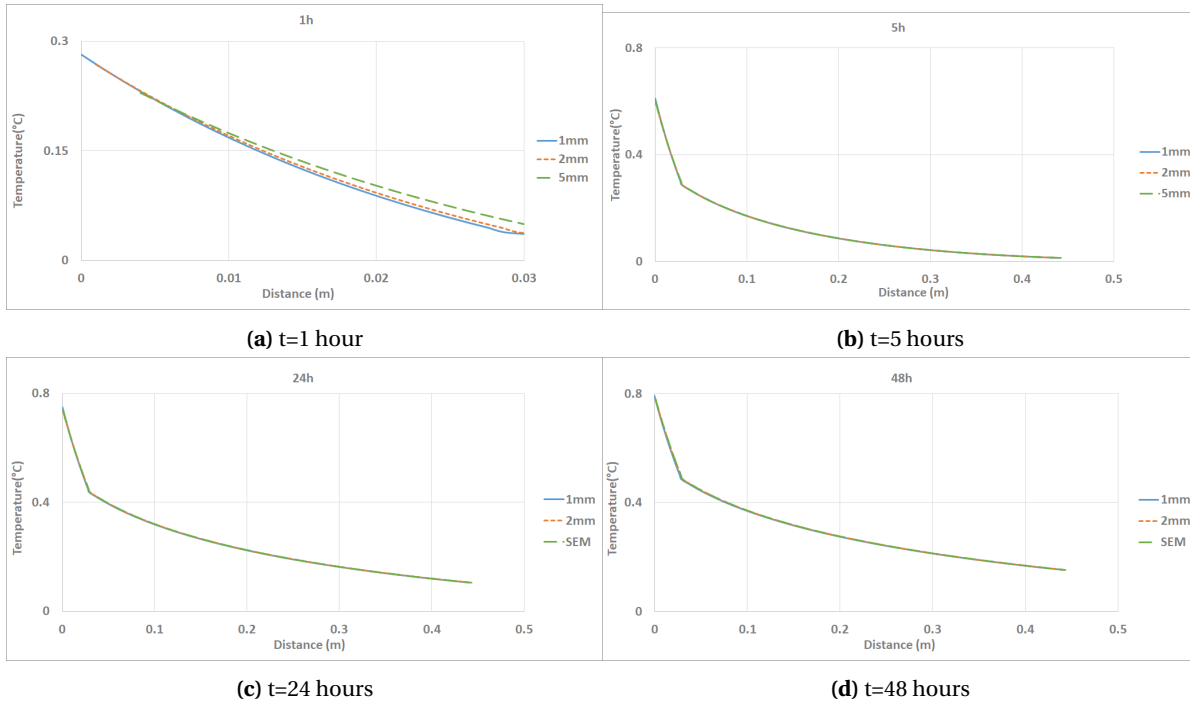 1h
Temperature(°C)
0.3
0.15
0
0
0.01
0.02
0.03
Distance (m)
1mm
2mm
5mm
(a) t=1 hour
5h
Temperature(°C)
0.8
0.4
0
0
0.1
0.2
0.3
0.4
0.5
Distance (m)
1mm
2mm
5mm
(b) t=5 hours
24h
Temperature(°C)
0.8
0.4
0
0
0.1
0.2
0.3
0.4
0.5
Distance (m)
1mm
2mm
SEM
(c) t=24 hours
48h
Temperature(°C)
0.8
0.4
0
0
0.1
0.2
0.3
0.4
0.5
Distance (m)
1mm
2mm
SEM
(d) t=48 hours